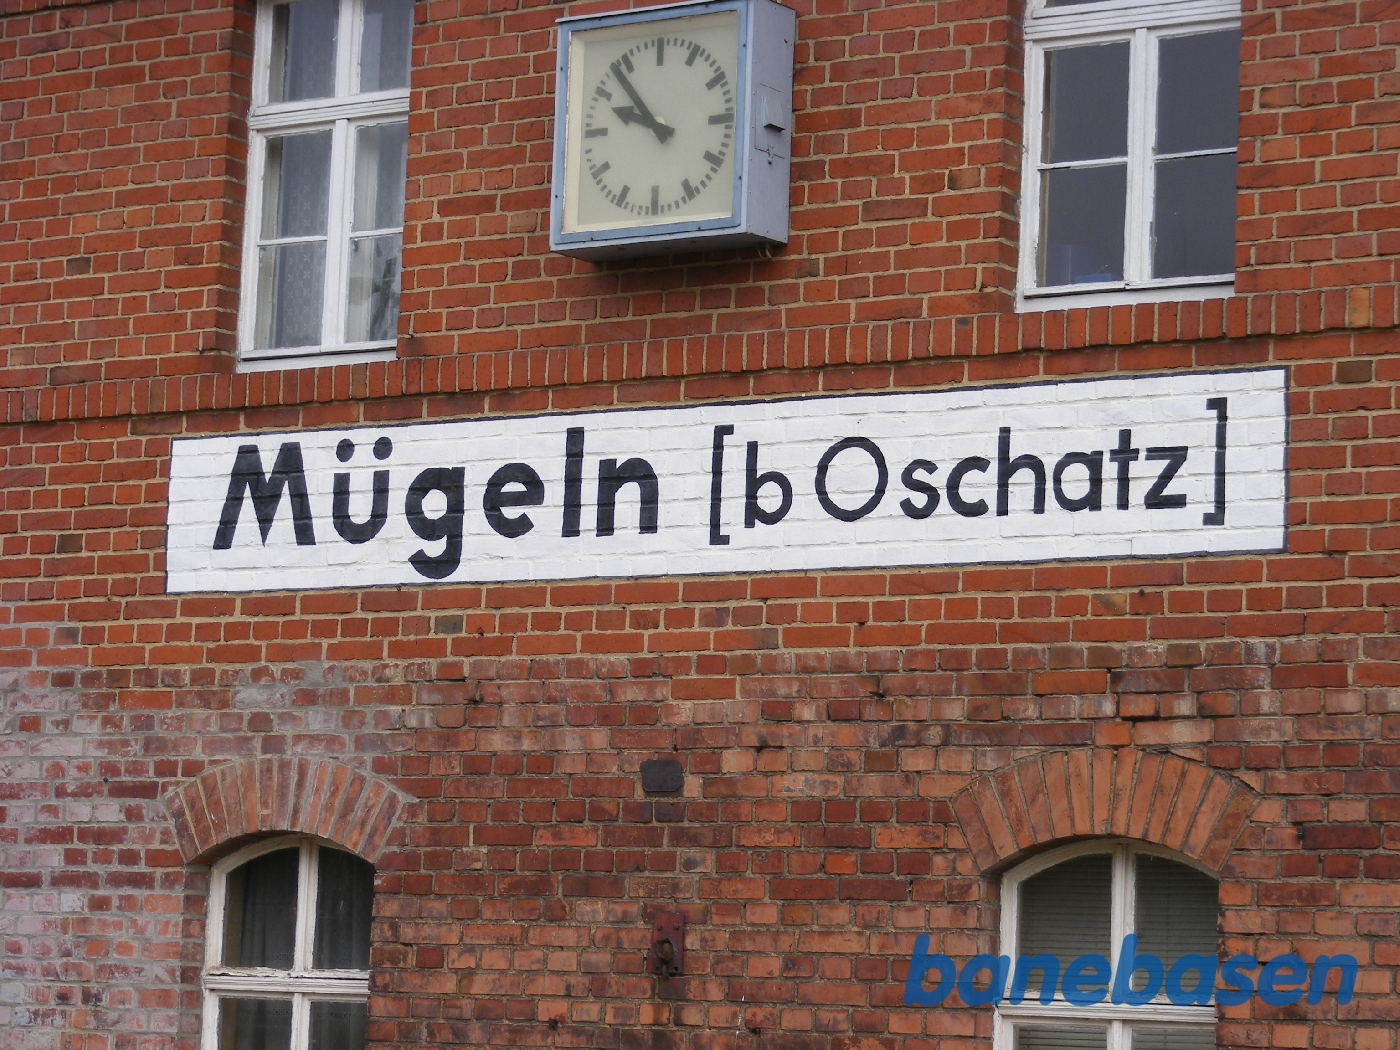 Mügeln [b Oschatz]
banebasen